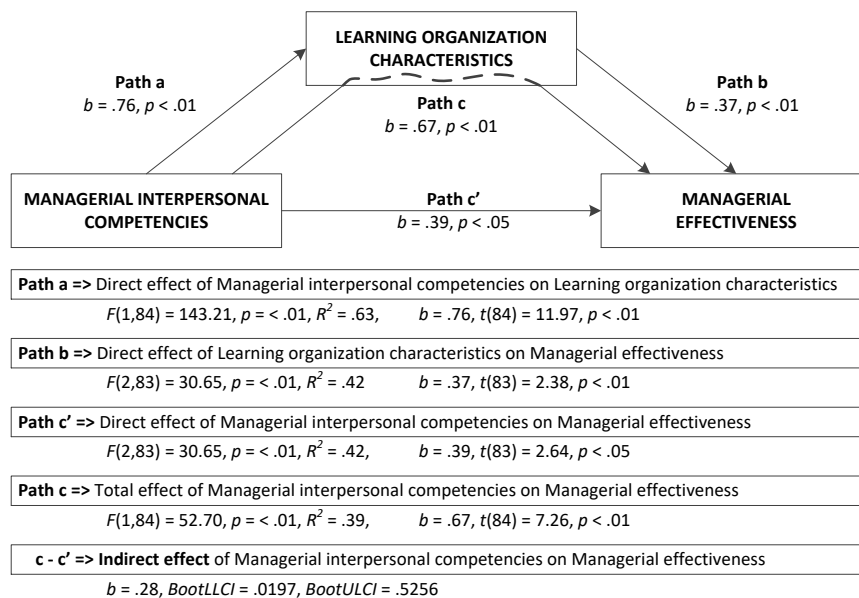 LEARNING ORGANIZATION
CHARACTERISTICS
Path a
b = .76, p < .01
Path b
b = .37, p < .01
Path c
b = .67, p < .01
MANAGERIAL INTERPERSONAL
COMPETENCIES
Path c’
b = .39, p < .05
MANAGERIAL
EFFECTIVENESS
Path a => Direct effect of Managerial interpersonal competencies on Learning organization characteristics
F(1,84) = 143.21, p = < .01, R² = .63, b = .76, t(84) = 11.97, p < .01
Path b => Direct effect of Learning organization characteristics on Managerial effectiveness
F(2,83) = 30.65, p = < .01, R² = .42 b = .37, t(83) = 2.38, p < .01
Path c’ => Direct effect of Managerial interpersonal competencies on Managerial effectiveness
F(2,83) = 30.65, p = < .01, R² = .42, b = .39, t(83) = 2.64, p < .05
Path c => Total effect of Managerial interpersonal competencies on Managerial effectiveness
F(1,84) = 52.70, p = < .01, R² = .39, b = .67, t(84) = 7.26, p < .01
c - c’ => Indirect effect of Managerial interpersonal competencies on Managerial effectiveness
b = .28, BootLLCI = .0197, BootULCI = .5256